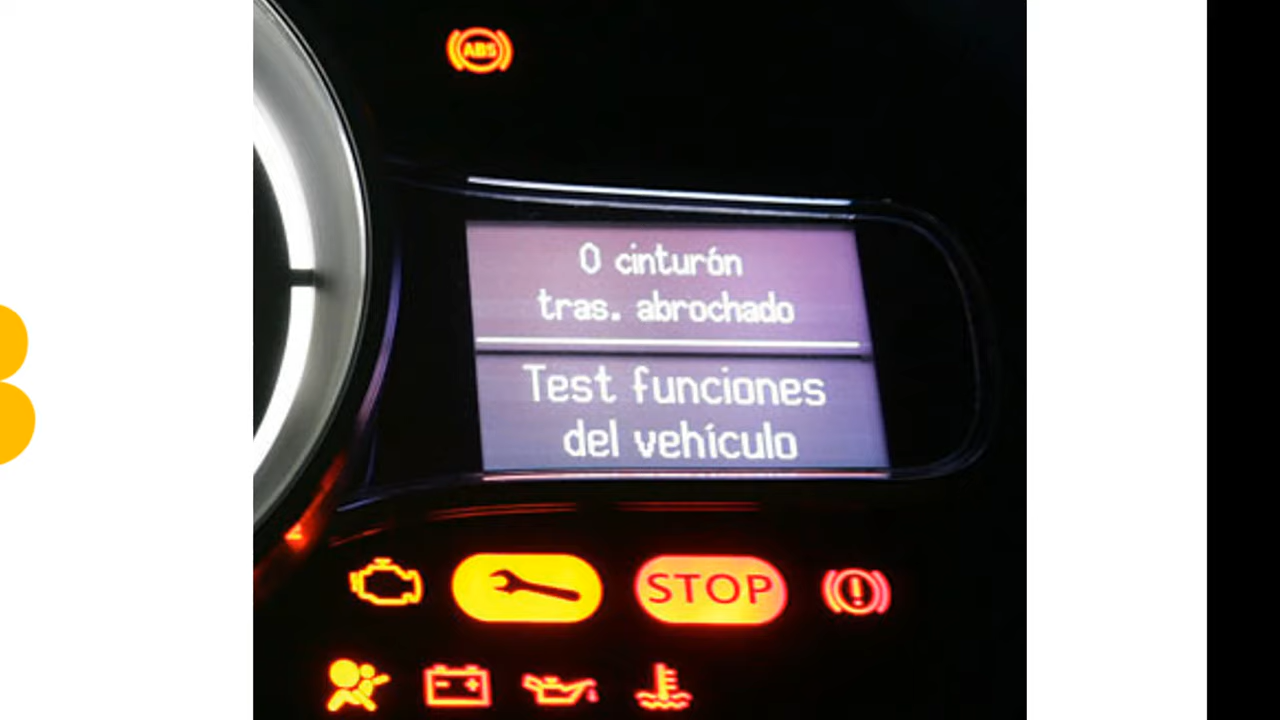 ABS
0 cinturón
tras. abrochado
Test funciones
del vehículo
STOP